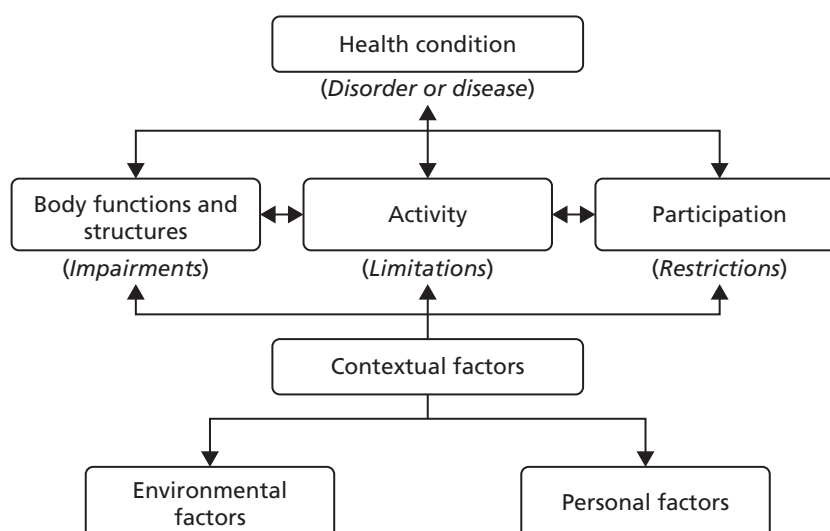 Health condition
(Disorder or disease)
Body functions and
structures
Activity
Participation
(Impairments)
(Limitations)
(Restrictions)
Contextual factors
Environmental
factors
Personal factors